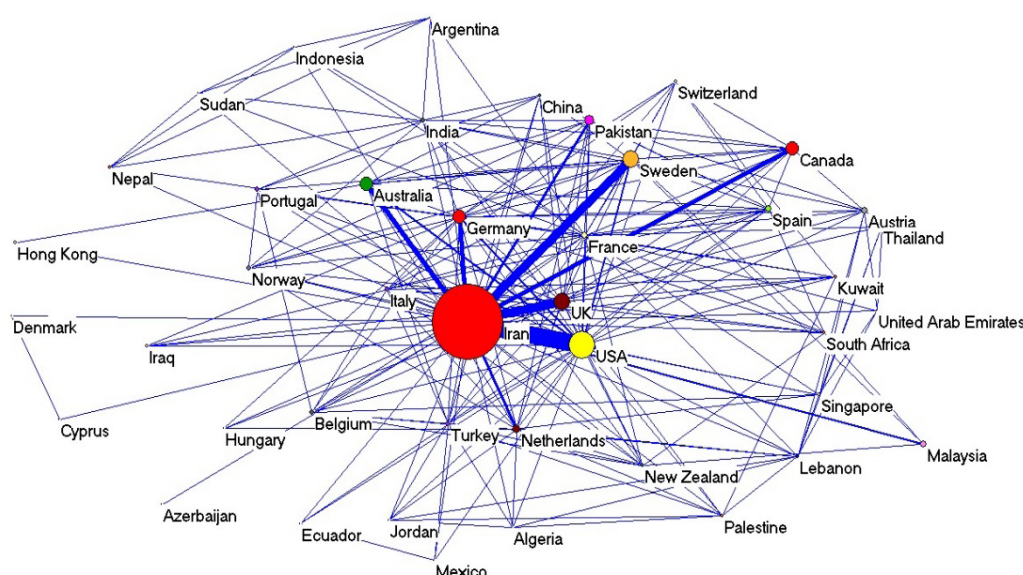 Argentina
Indonesia
Switzerland
Sudan
China
India
Pakistan
Canada
Sweden
Nepal
Portugal
Australia
Germany
Spain
Austria
Thailand
France
Hong Kong
Norway
Italy
Kuwait
UK
Denmark
Iran
United Arab Emirates
Iraq
USA
South Africa
Singapore
Cyprus
Hungary
Belgium
Turkey
Netherlands
Malaysia
Lebanon
New Zealand
Azerbaijan
Ecuador
Jordan
Algeria
Palestine
Mexico